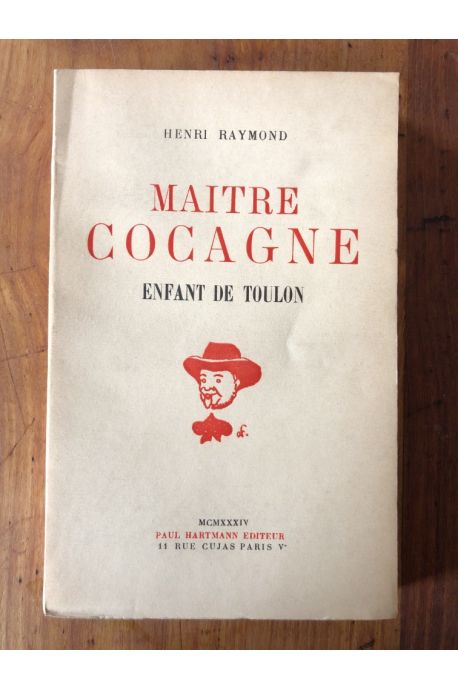 HENRI RAYMOND
MAITRE
COCAGNE
ENFANT DE TOULON
MCMXXXIV
PAUL HARTMANN EDITEUR
11 RUE CUJAS PARIS Ve